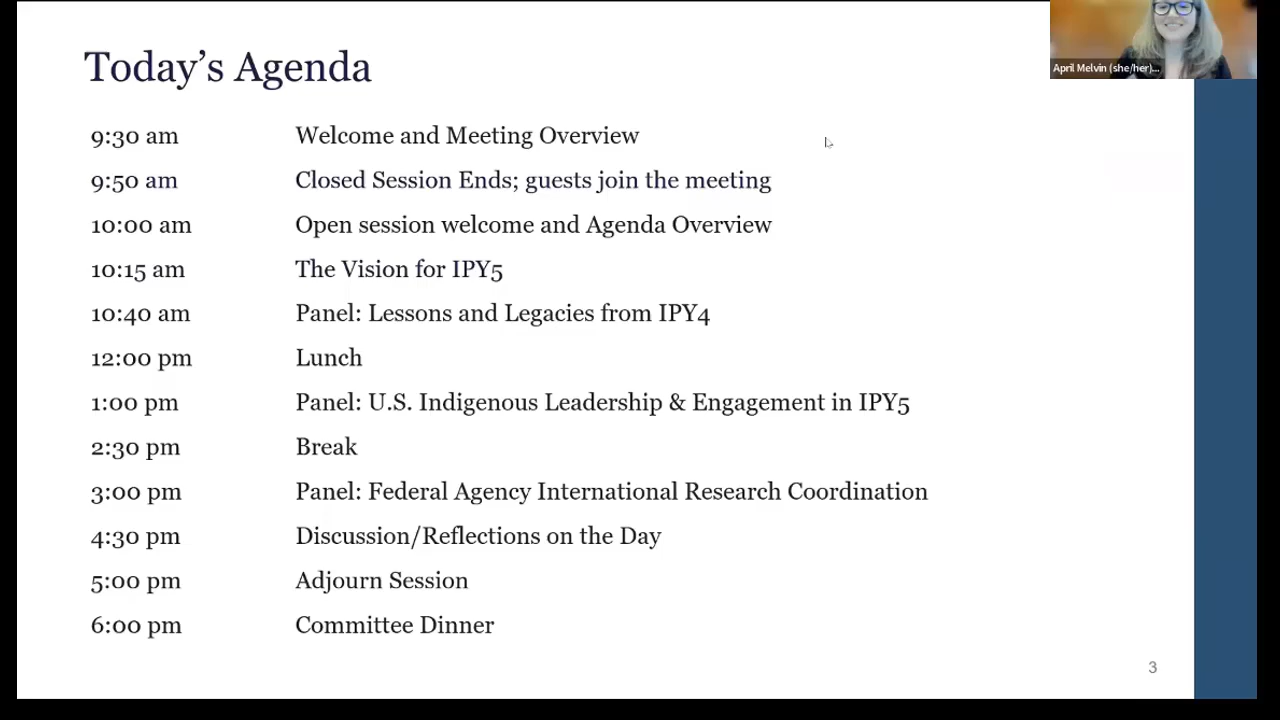 Today's Agenda
April Melvin (she/her)...
9:30 am Welcome and Meeting Overview
9:50 am Closed Session Ends; guests join the meeting
10:00 am Open session welcome and Agenda Overview
10:15 am The Vision for IPY5
10:40 am Panel: Lessons and Legacies from IPY4
12:00 pm Lunch
1:00 pm Panel: U.S. Indigenous Leadership & Engagement in IPY5
2:30 pm Break
3:00 pm Panel: Federal Agency International Research Coordination
4:30 pm Discussion/Reflections on the Day
5:00 pm Adjourn Session
6:00 pm Committee Dinner
3